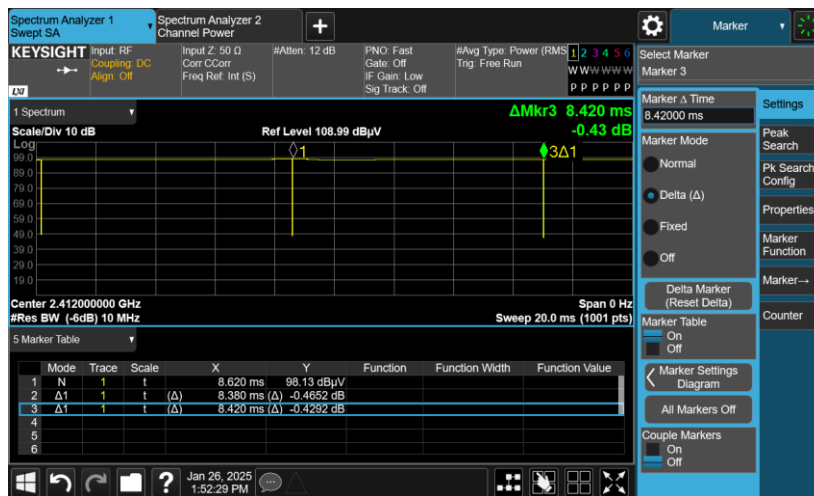 Spectrum Analyzer 1
Swept SA
Spectrum Analyzer 2
Channel Power
+
Marker
KEYSIGHT
LXI
Input: RF
Coupling: DC
Align: Off
Input Z: 50 Ω
Corr CCorr
Freq Ref: Int (S)
#Atten: 12 dB
PNO: Fast
Gate: Off
IF Gain: Low
Sig Track: Off
#Avg Type: Power (RMS
Trig: Free Run
1 2 3 4 5 6
W W W W W W
P P P P P P
Select Marker
Marker 3
1 Spectrum
Scale/Div 10 dB
Ref Level 108.99 dBµV
ΔMkr3 8.420 ms
-0.43 dB
Log
99.0
89.0
79.0
69.0
59.0
49.0
39.0
29.0
19.0
1
3Δ1
Center 2.412000000 GHz
#Res BW (-6dB) 10 MHz
Span 0 Hz
Sweep 20.0 ms (1001 pts)
5 Marker Table
Mode Trace Scale X Y Function Function Width Function Value
1 N 1 t 8.620 ms 98.13 dBµV
2 Δ1 1 t (Δ) 8.380 ms (Δ) -0.4652 dB
3 Δ1 1 t (Δ) 8.420 ms (Δ) -0.4292 dB
4
5
6
Marker Δ Time
8.42000 ms
Marker Mode
Normal
Delta (Δ)
Fixed
Off
Delta Marker
(Reset Delta)
Marker Table
On
Off
Marker Settings
Diagram
All Markers Off
Couple Markers
On
Off
Settings
Peak
Search
Pk Search
Config
Properties
Marker
Function
Marker→
Counter
?
Jan 26, 2025
1:52:29 PM